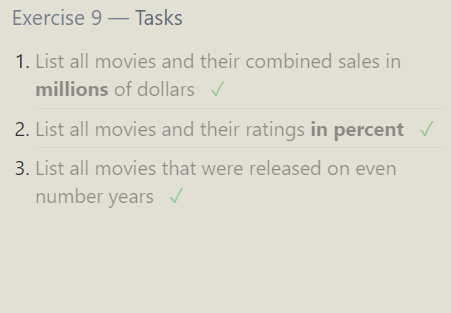 Exercise 9 — Tasks
1. List all movies and their combined sales in
millions of dollars ✓
2. List all movies and their ratings in percent ✓
3. List all movies that were released on even
number years ✓